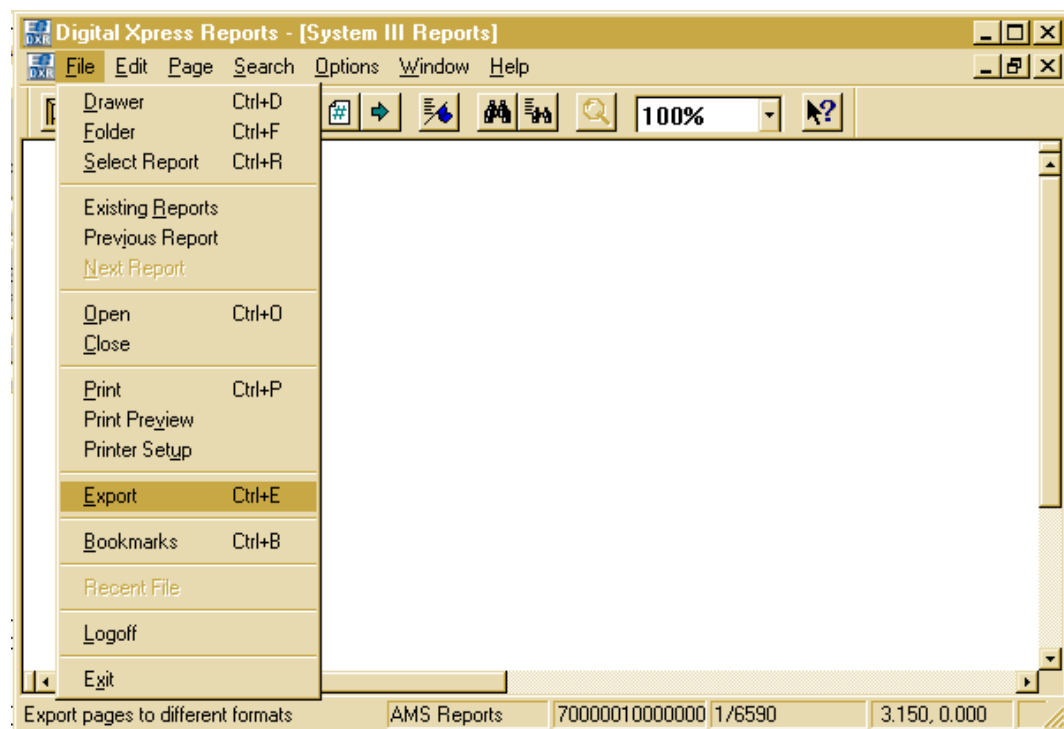 Digital Xpress Reports - [System III Reports]
File Edit Page Search Options Window Help
100%
Drawer Ctrl+D
Folder Ctrl+F
Select Report Ctrl+R
Existing Reports
Previous Report
Next Report
Open Ctrl+O
Close
Print Ctrl+P
Print Preview
Printer Setup
Export Ctrl+E
Bookmarks Ctrl+B
Recent File
Logoff
Exit
Export pages to different formats AMS Reports 70000010000000 1/6590 3.150, 0.000